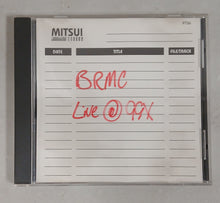 MITSUI
DATE TITLE FILE/TRACK
BRMC
Live @ 99X